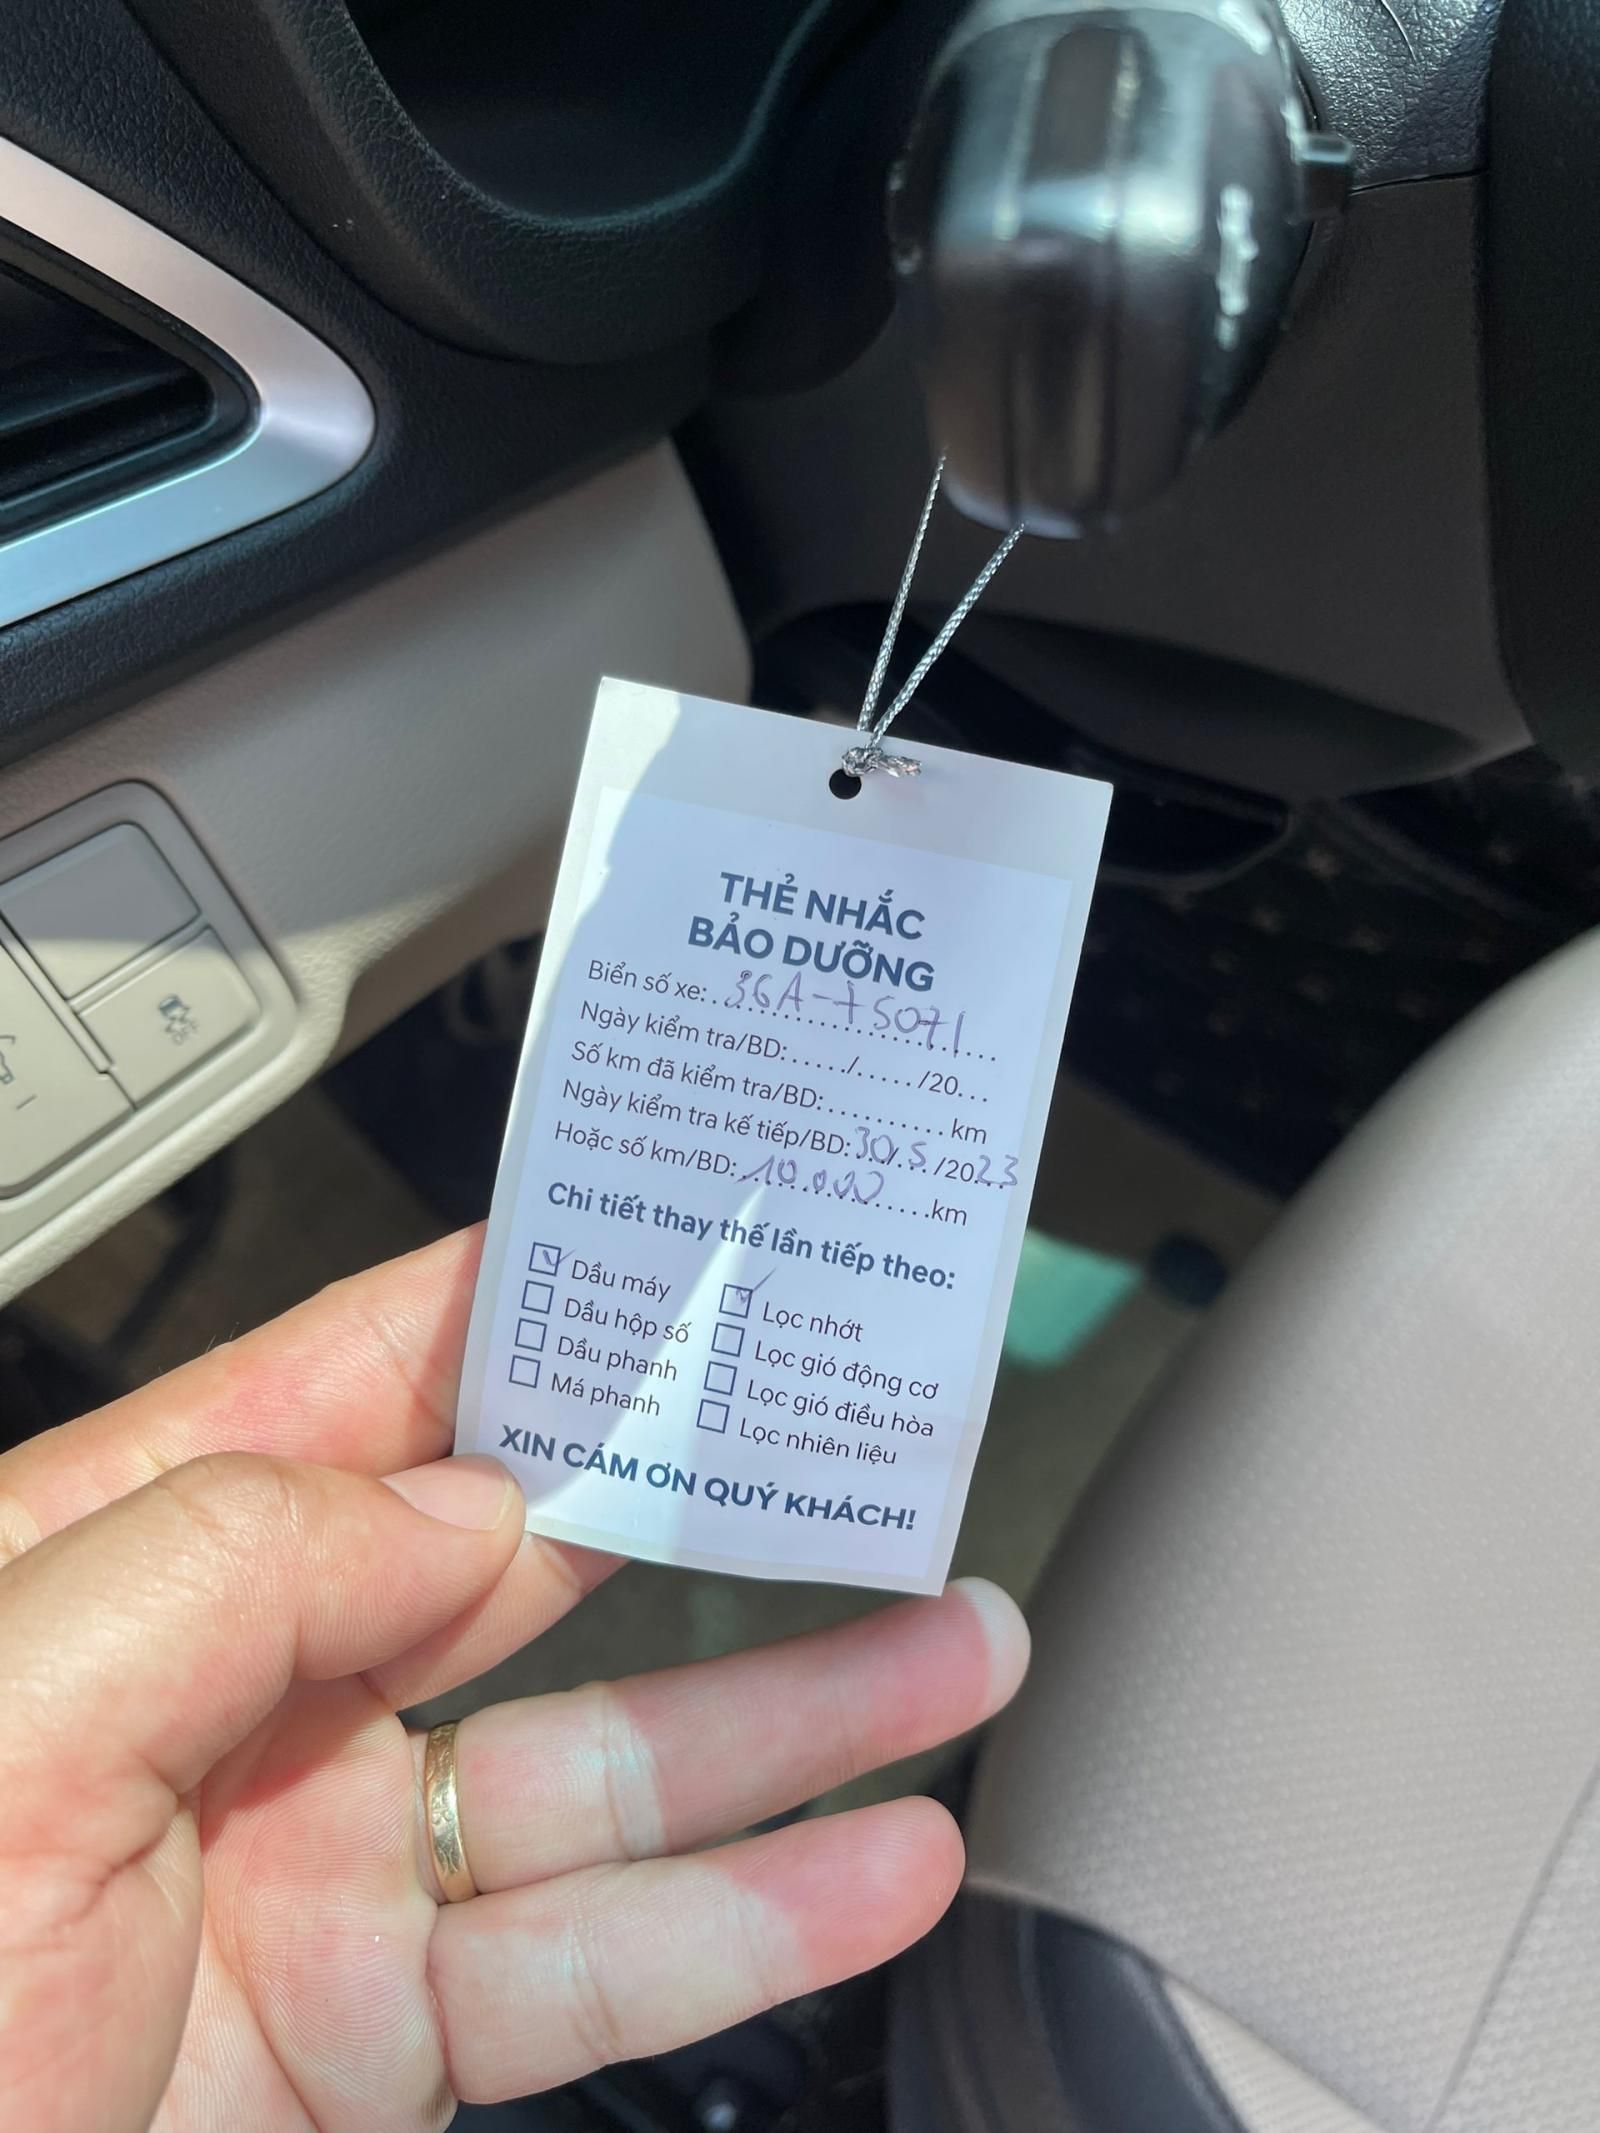 THẺ NHẮC
BẢO DƯỠNG
Biển số xe: 36A-75071
Ngày kiểm tra/BD: ...../...... /20...
Số km đã kiểm tra/BD: .......... km
Ngày kiểm tra kế tiếp/BD: 30/5 /2023
Hoặc số km/BD: 10.000 km
Chi tiết thay thế lần tiếp theo:
☑ Dầu máy ☑ Lọc nhớt
☐ Dầu hộp số ☐ Lọc gió động cơ
☐ Dầu phanh ☐ Lọc gió điều hòa
☐ Má phanh ☐ Lọc nhiên liệu
XIN CÁM ƠN QUÝ KHÁCH!